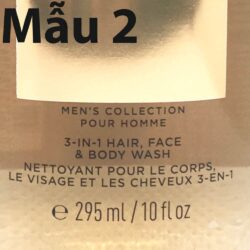 Mẫu 2
MEN'S COLLECTION
POUR HOMME
3-IN-1 HAIR, FACE
& BODY WASH
NETTOYANT POUR LE CORPS,
LE VISAGE ET LES CHEVEUX 3-EN-1
℮ 295 ml / 10 fl oz